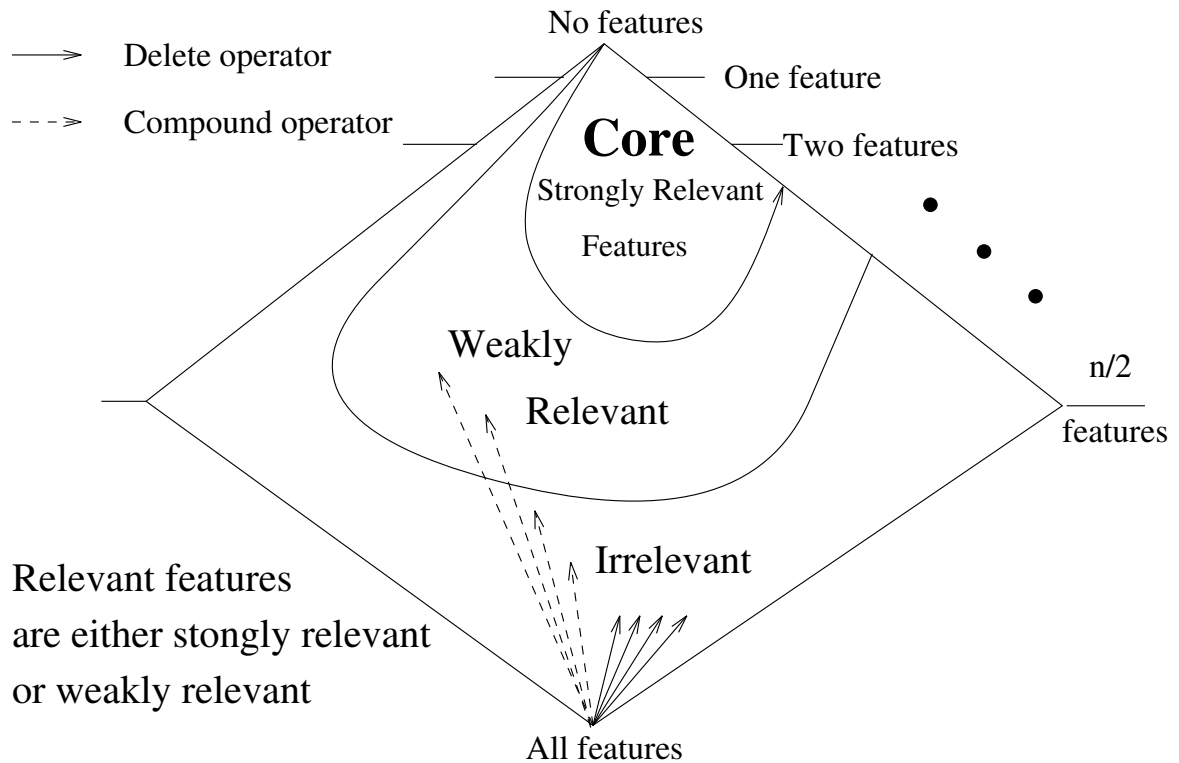 No features
Delete operator
One feature
Compound operator
Core
Two features
Strongly Relevant
Features
Weakly
n/2
Relevant
features
Irrelevant
Relevant features
are either stongly relevant
or weakly relevant
All features